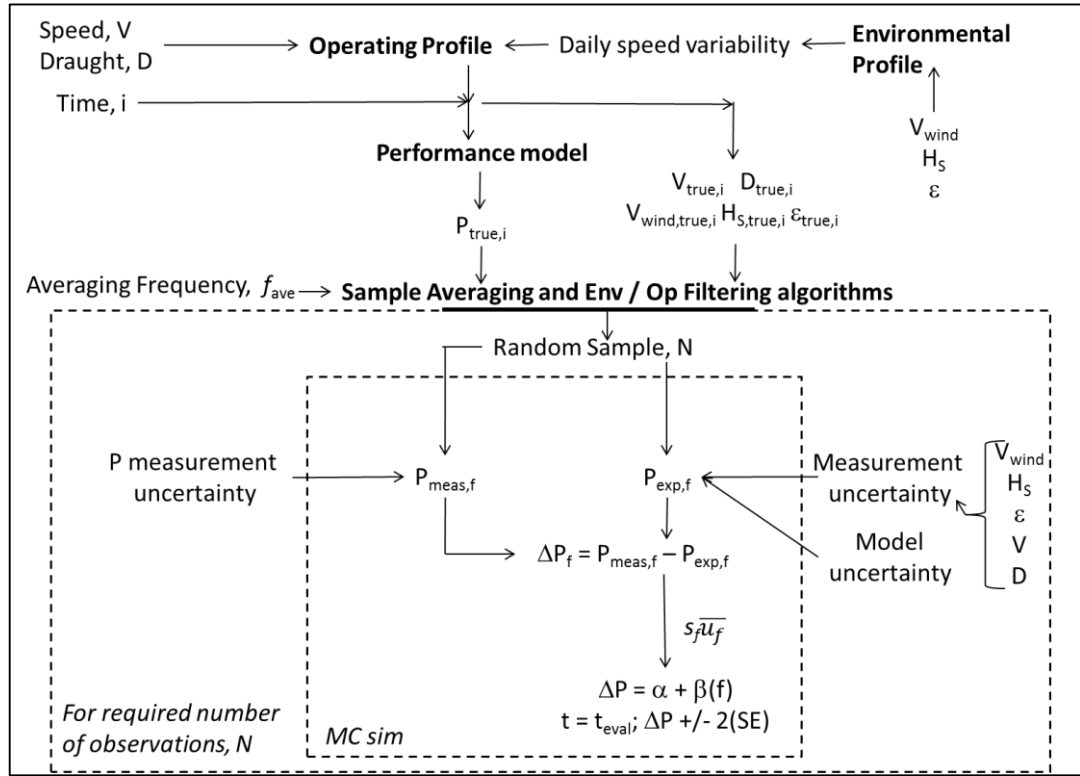 Speed, V
Draught, D
Operating Profile
Daily speed variability
Environmental
Profile
Time, i
V_wind
H_S
ε
Performance model
V_true,i D_true,i
V_wind,true,i H_S,true,i ε_true,i
P_true,i
Averaging Frequency, f_ave
Sample Averaging and Env / Op Filtering algorithms
Random Sample, N
P measurement
uncertainty
P_meas,f
P_exp,f
Measurement
uncertainty
V_wind
H_S
ε
V
D
Model
uncertainty
ΔP_f = P_meas,f – P_exp,f
s_f u̅_f̅
ΔP = α + β(f)
t = t_eval; ΔP +/- 2(SE)
For required number
of observations, N
MC sim